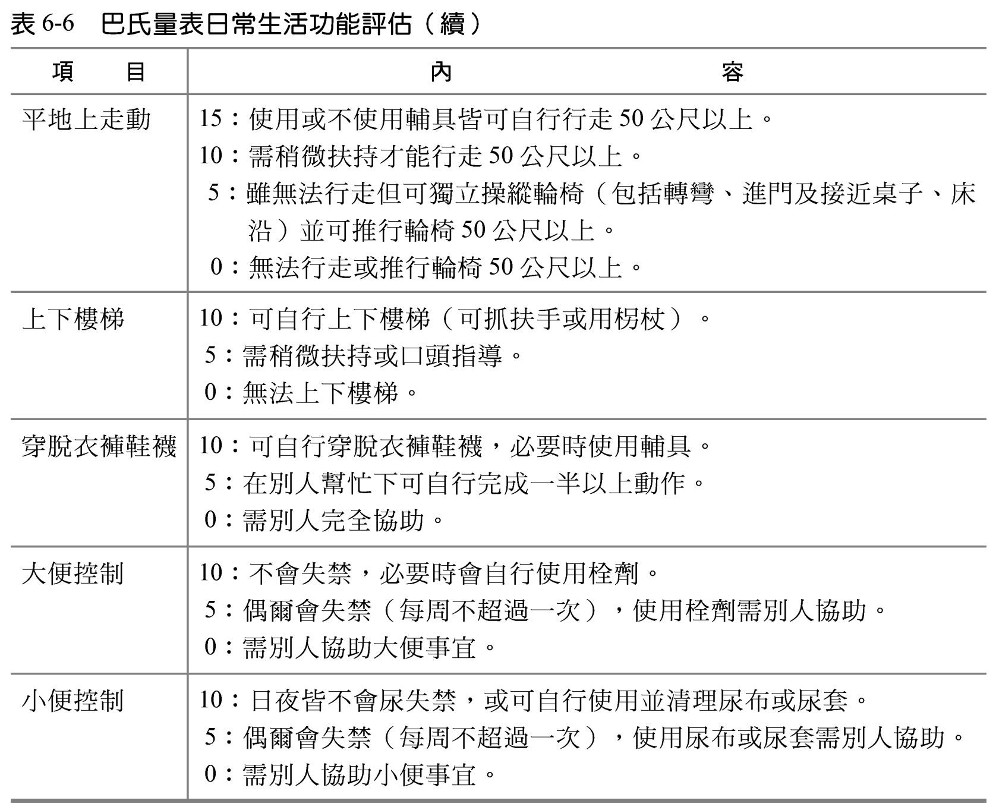 表 6-6　巴氏量表日常生活功能評估（續）
項　目　內　容
平地上走動　15：使用或不使用輔具皆可自行行走 50 公尺以上。
10：需稍微扶持才能行走 50 公尺以上。
5：雖無法行走但可獨立操縱輪椅（包括轉彎、進門及接近桌子、床
沿）並可推行輪椅 50 公尺以上。
0：無法行走或推行輪椅 50 公尺以上。
上下樓梯　10：可自行上下樓梯（可抓扶手或用柺杖）。
5：需稍微扶持或口頭指導。
0：無法上下樓梯。
穿脫衣褲鞋襪　10：可自行穿脫衣褲鞋襪，必要時使用輔具。
5：在別人幫忙下可自行完成一半以上動作。
0：需別人完全協助。
大便控制　10：不會失禁，必要時會自行使用栓劑。
5：偶爾會失禁（每周不超過一次），使用栓劑需別人協助。
0：需別人協助大便事宜。
小便控制　10：日夜皆不會尿失禁，或可自行使用並清理尿布或尿套。
5：偶爾會失禁（每周不超過一次），使用尿布或尿套需別人協助。
0：需別人協助小便事宜。